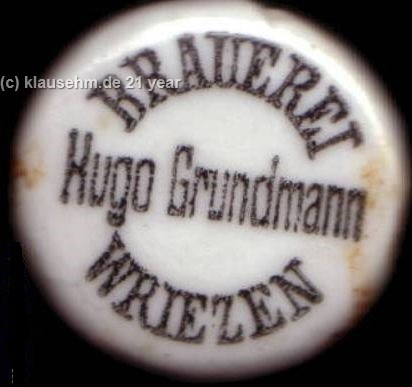 BRAUEREI
(c) klausehm.de 21 year
Hugo Grundmann
WRIEZEN